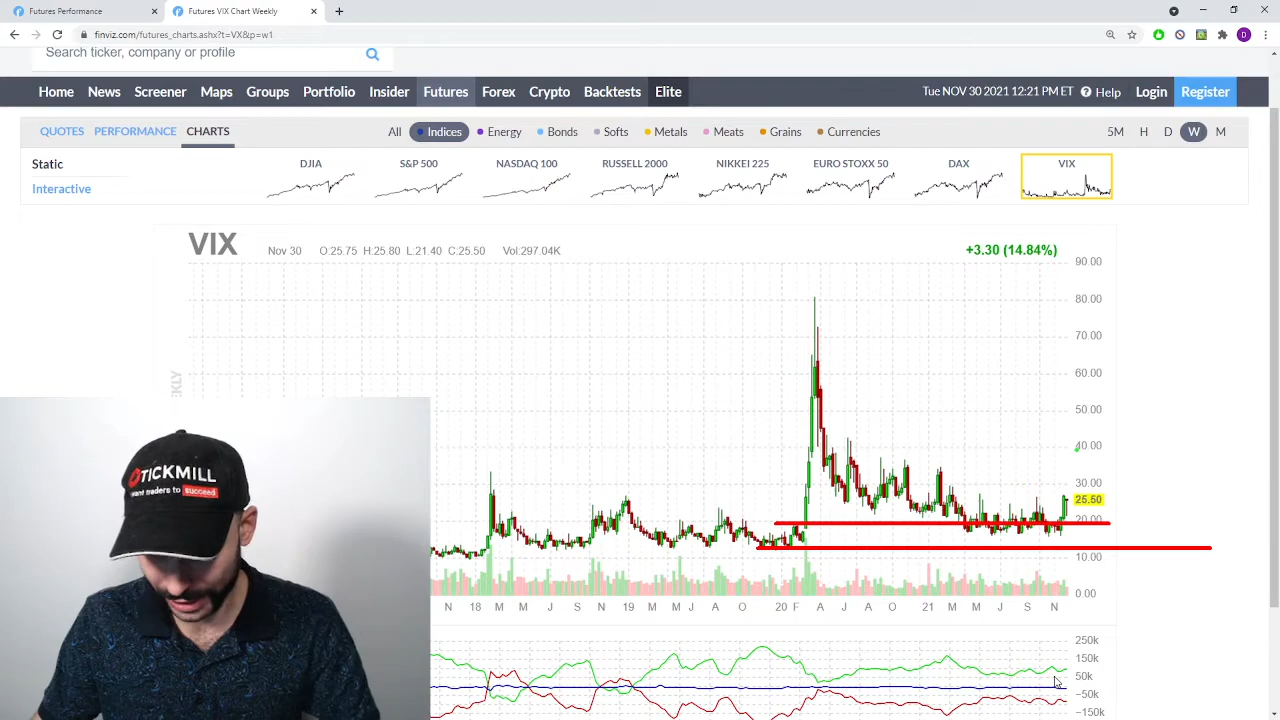 Futures Performance
Futures VIX Chart Weekly
finviz.com/futures_charts.ashx?t=VX&p=w1
D
Search ticker, company or profile
Home News Screener Maps Groups Portfolio Insider Futures Forex Crypto Backtests Elite
Tue NOV 30 2021 12:21 PM ET Help Login Register
QUOTES PERFORMANCE CHARTS
All Indices Energy Bonds Softs Metals Meats Grains Currencies
5M H D W M
Static
Interactive
DJIA S&P 500 NASDAQ 100 RUSSELL 2000 NIKKEI 225 EURO STOXX 50 DAX VIX
VIX Nov 30 O:25.75 H:25.80 L:21.40 C:25.50 Vol:297.04K +3.30 (14.84%)
90.00
80.00
70.00
60.00
50.00
40.00
30.00
25.50
20.00
10.00
0.00
N 18 M M J S N 19 M M J A O 20 F A J A O 21 M M J S N
250k
150k
50k
−50k
−150k
TICKMILL
want traders to succeed